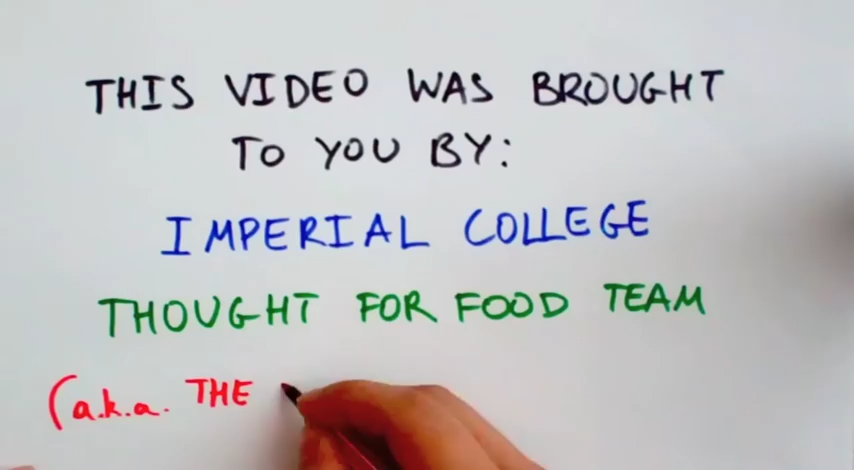 THIS VIDEO WAS BROUGHT
TO YOU BY:
IMPERIAL COLLEGE
THOUGHT FOR FOOD TEAM
(a.k.a. THE